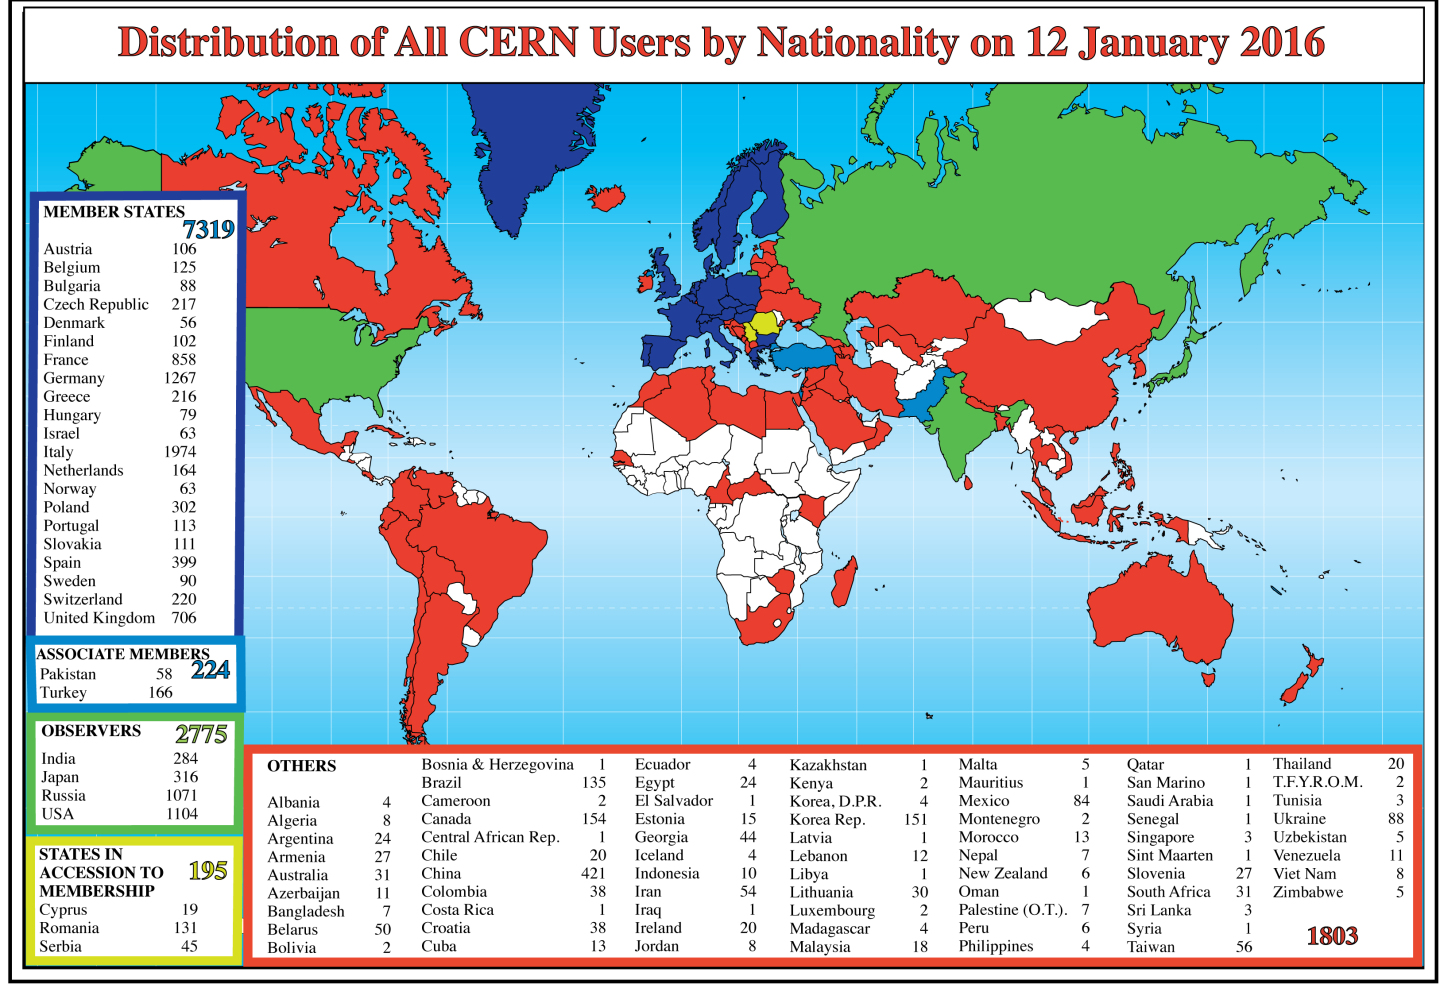 Distribution of All CERN Users by Nationality on 12 January 2016
MEMBER STATES
7319
Austria 106
Belgium 125
Bulgaria 88
Czech Republic 217
Denmark 56
Finland 102
France 858
Germany 1267
Greece 216
Hungary 79
Israel 63
Italy 1974
Netherlands 164
Norway 63
Poland 302
Portugal 113
Slovakia 111
Spain 399
Sweden 90
Switzerland 220
United Kingdom 706
ASSOCIATE MEMBERS
224
Pakistan 58
Turkey 166
OBSERVERS 2775
India 284
Japan 316
Russia 1071
USA 1104
STATES IN
ACCESSION TO
MEMBERSHIP
195
Cyprus 19
Romania 131
Serbia 45
OTHERS
Albania 4
Algeria 8
Argentina 24
Armenia 27
Australia 31
Azerbaijan 11
Bangladesh 7
Belarus 50
Bolivia 2
Bosnia & Herzegovina 1
Brazil 135
Cameroon 2
Canada 154
Central African Rep. 1
Chile 20
China 421
Colombia 38
Costa Rica 1
Croatia 38
Cuba 13
Ecuador 4
Egypt 24
El Salvador 1
Estonia 15
Georgia 44
Iceland 4
Indonesia 10
Iran 54
Iraq 1
Ireland 20
Jordan 8
Kazakhstan 1
Kenya 2
Korea, D.P.R. 4
Korea Rep. 151
Latvia 1
Lebanon 12
Libya 1
Lithuania 30
Luxembourg 2
Madagascar 4
Malaysia 18
Malta 5
Mauritius 1
Mexico 84
Montenegro 2
Morocco 13
Nepal 7
New Zealand 6
Oman 1
Palestine (O.T.). 7
Peru 6
Philippines 4
Qatar 1
San Marino 1
Saudi Arabia 1
Senegal 1
Singapore 3
Sint Maarten 1
Slovenia 27
South Africa 31
Sri Lanka 3
Syria 1
Taiwan 56
Thailand 20
T.F.Y.R.O.M. 2
Tunisia 3
Ukraine 88
Uzbekistan 5
Venezuela 11
Viet Nam 8
Zimbabwe 5
1803